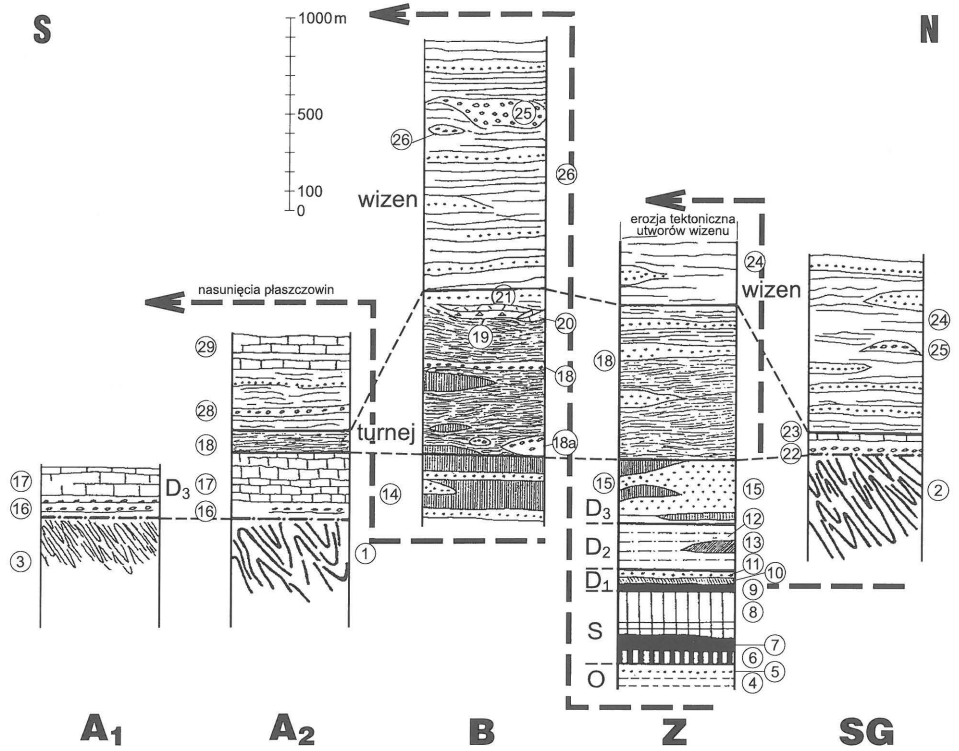 S
N
1000 m
500
100
0
nasunięcia płaszczowin
29
28
18
17
16
D3
17
16
3
1
wizen
turnej
25
26
21
20
19
18
18a
14
26
erozja tektoniczna
utworów wizenu
24
wizen
18
15
15
D3
12
D2
13
11
10
D1
9
8
S
7
6
5
O
4
24
25
23
22
2
A1
A2
B
Z
SG